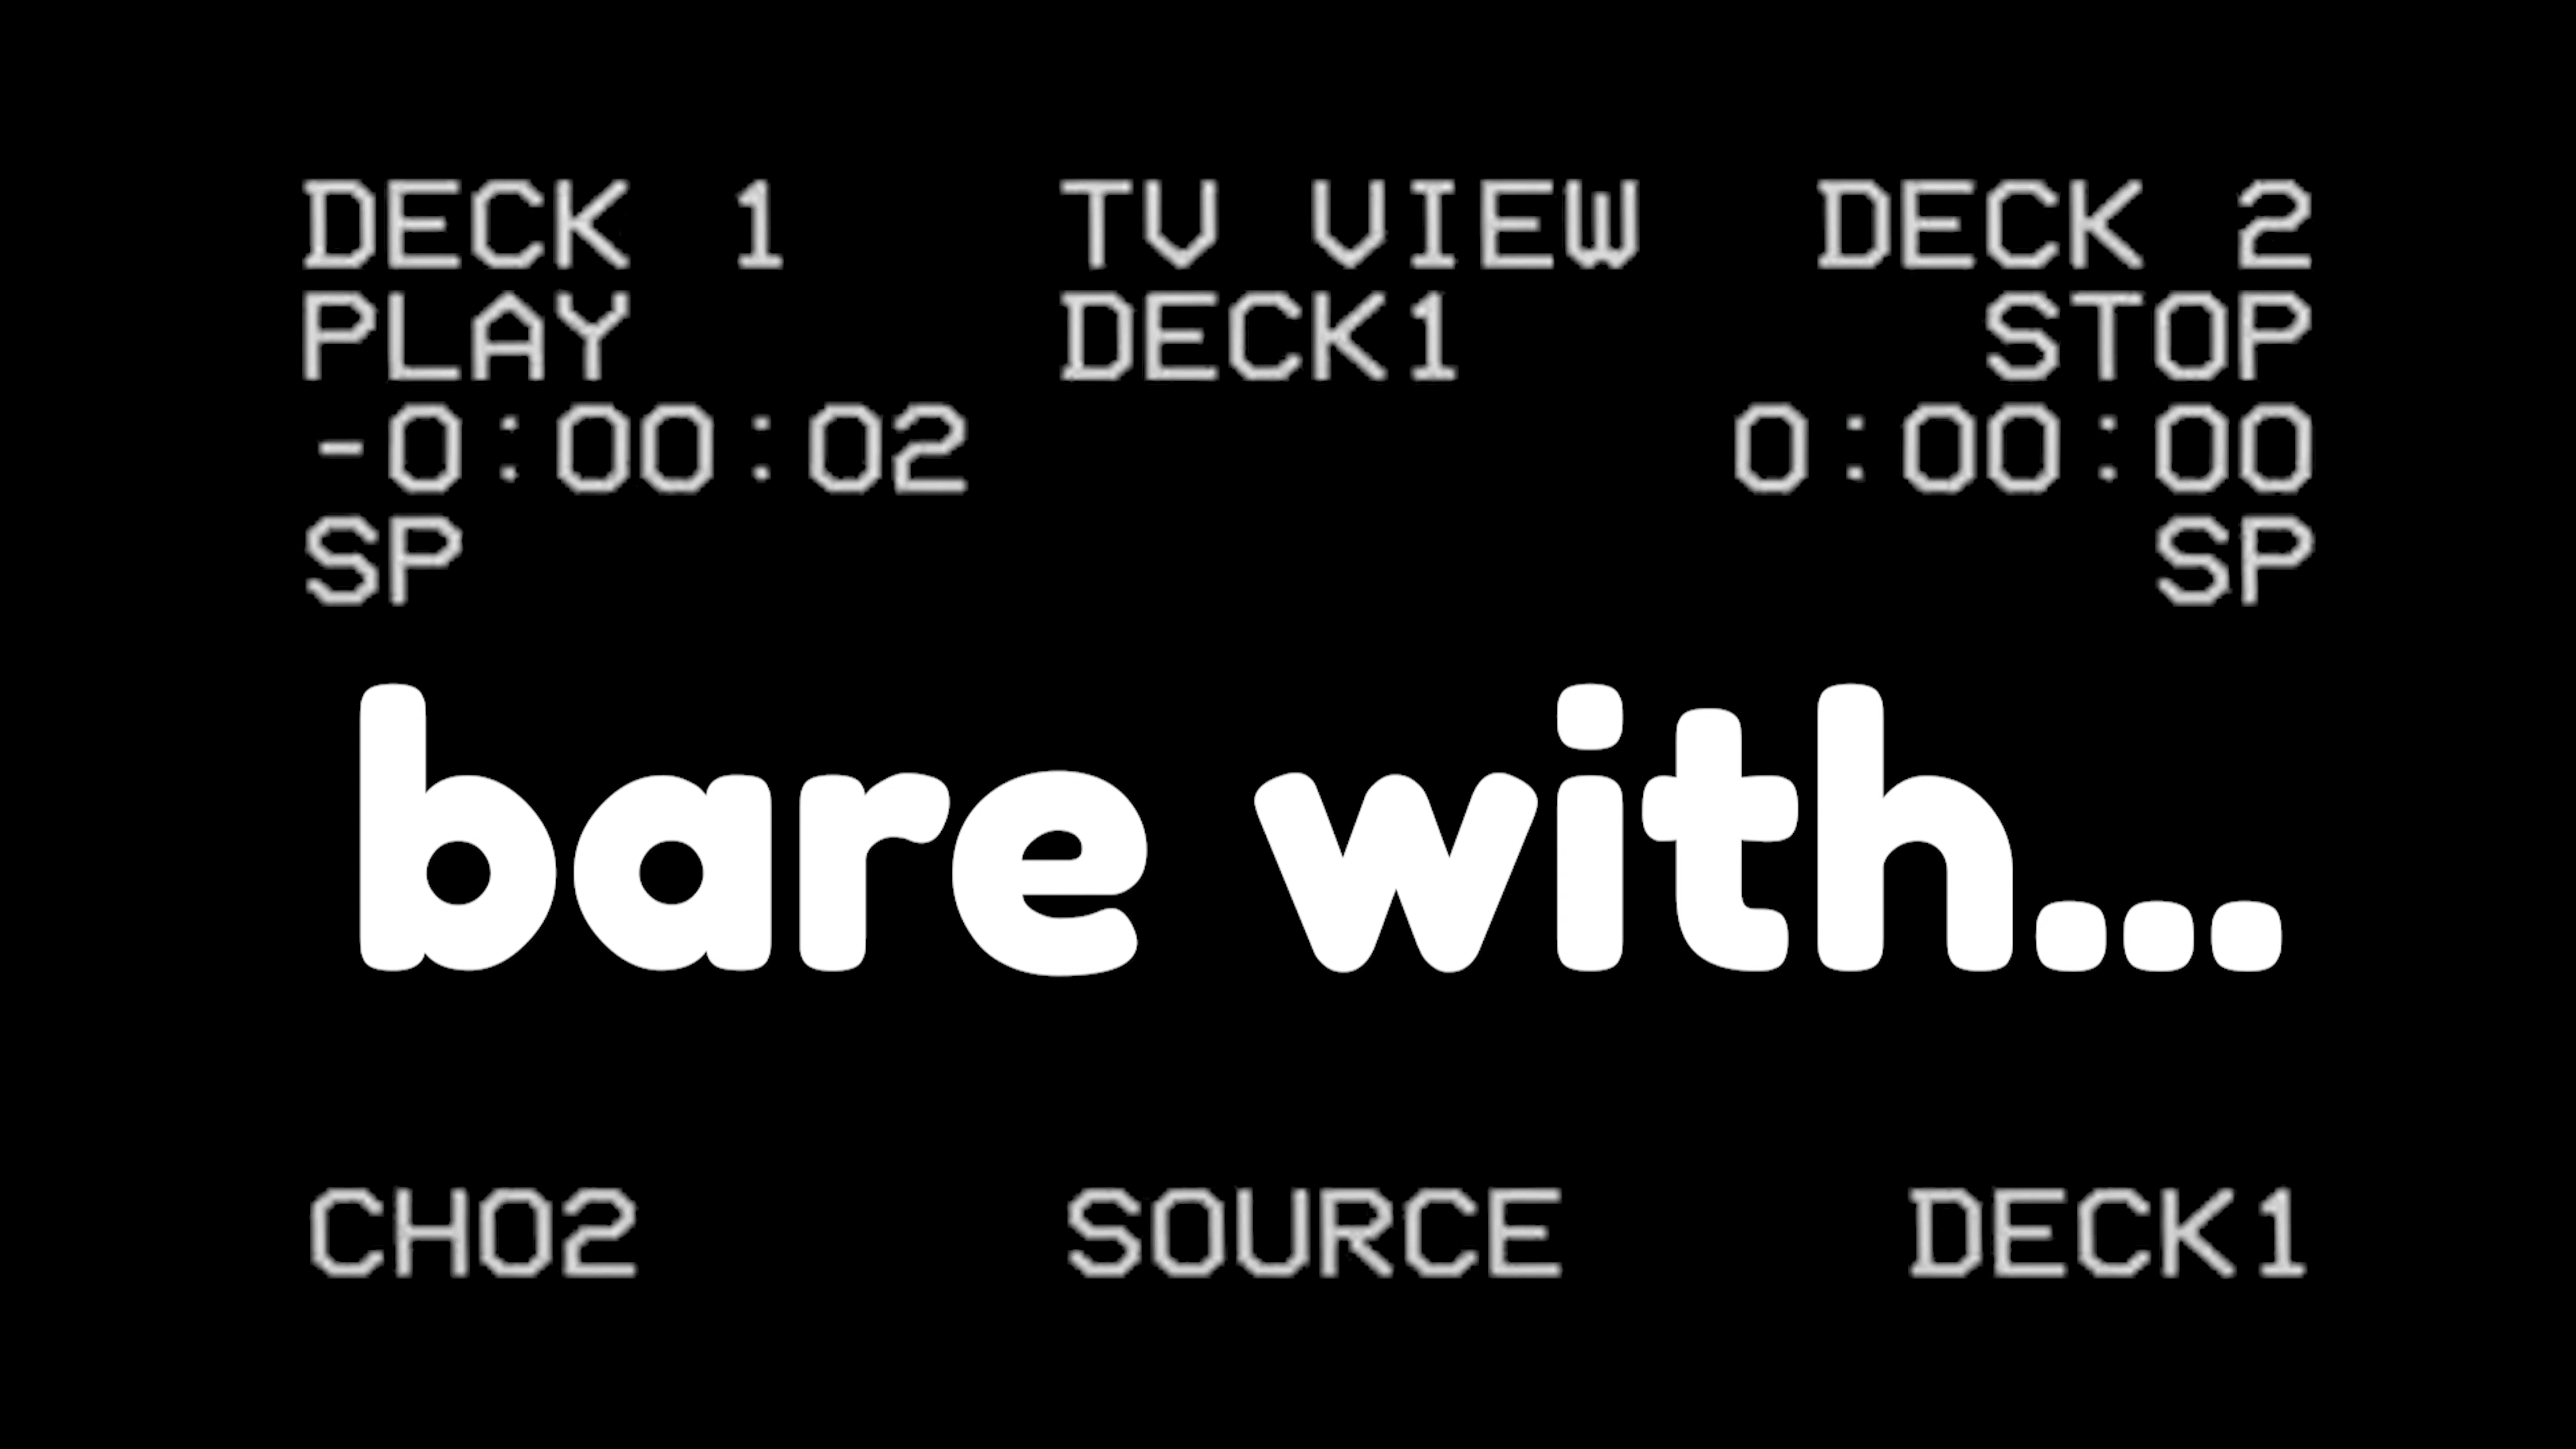 DECK 1 TV VIEW DECK 2
PLAY DECK1 STOP
-0:00:02 0:00:00
SP SP
bare with...
CH02 SOURCE DECK1